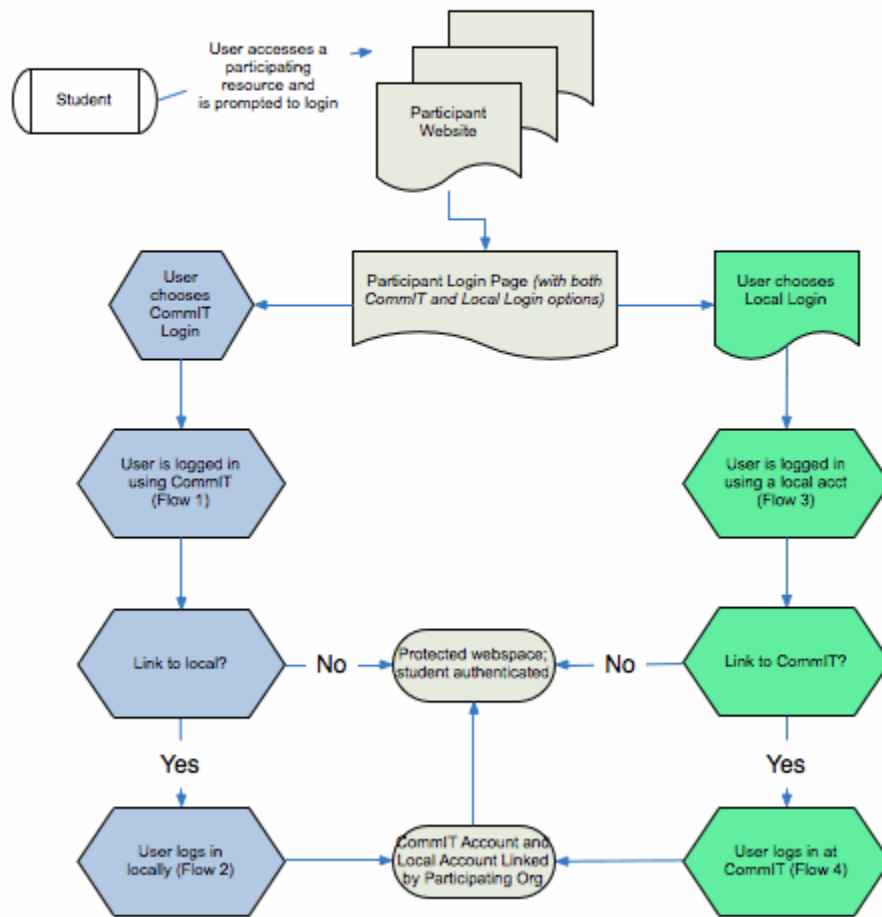 User accesses a
participating
resource and
is prompted to login
Student
Participant
Website
User
chooses
CommIT
Login
Participant Login Page (with both
CommIT and Local Login options)
User chooses
Local Login
User is logged in
using CommIT
(Flow 1)
User is logged in
using a local acct
(Flow 3)
Link to local?
No
Protected webspace;
student authenticated
No
Link to CommIT?
Yes
Yes
User logs in
locally (Flow 2)
CommIT Account and
Local Account Linked
by Participating Org
User logs in at
CommIT (Flow 4)